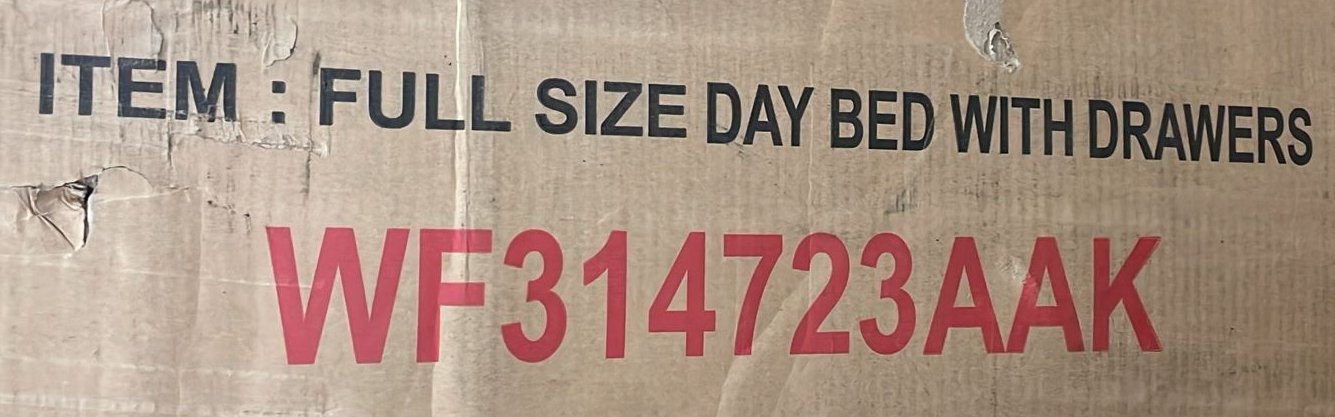 ITEM : FULL SIZE DAY BED WITH DRAWERS
WF314723AAK